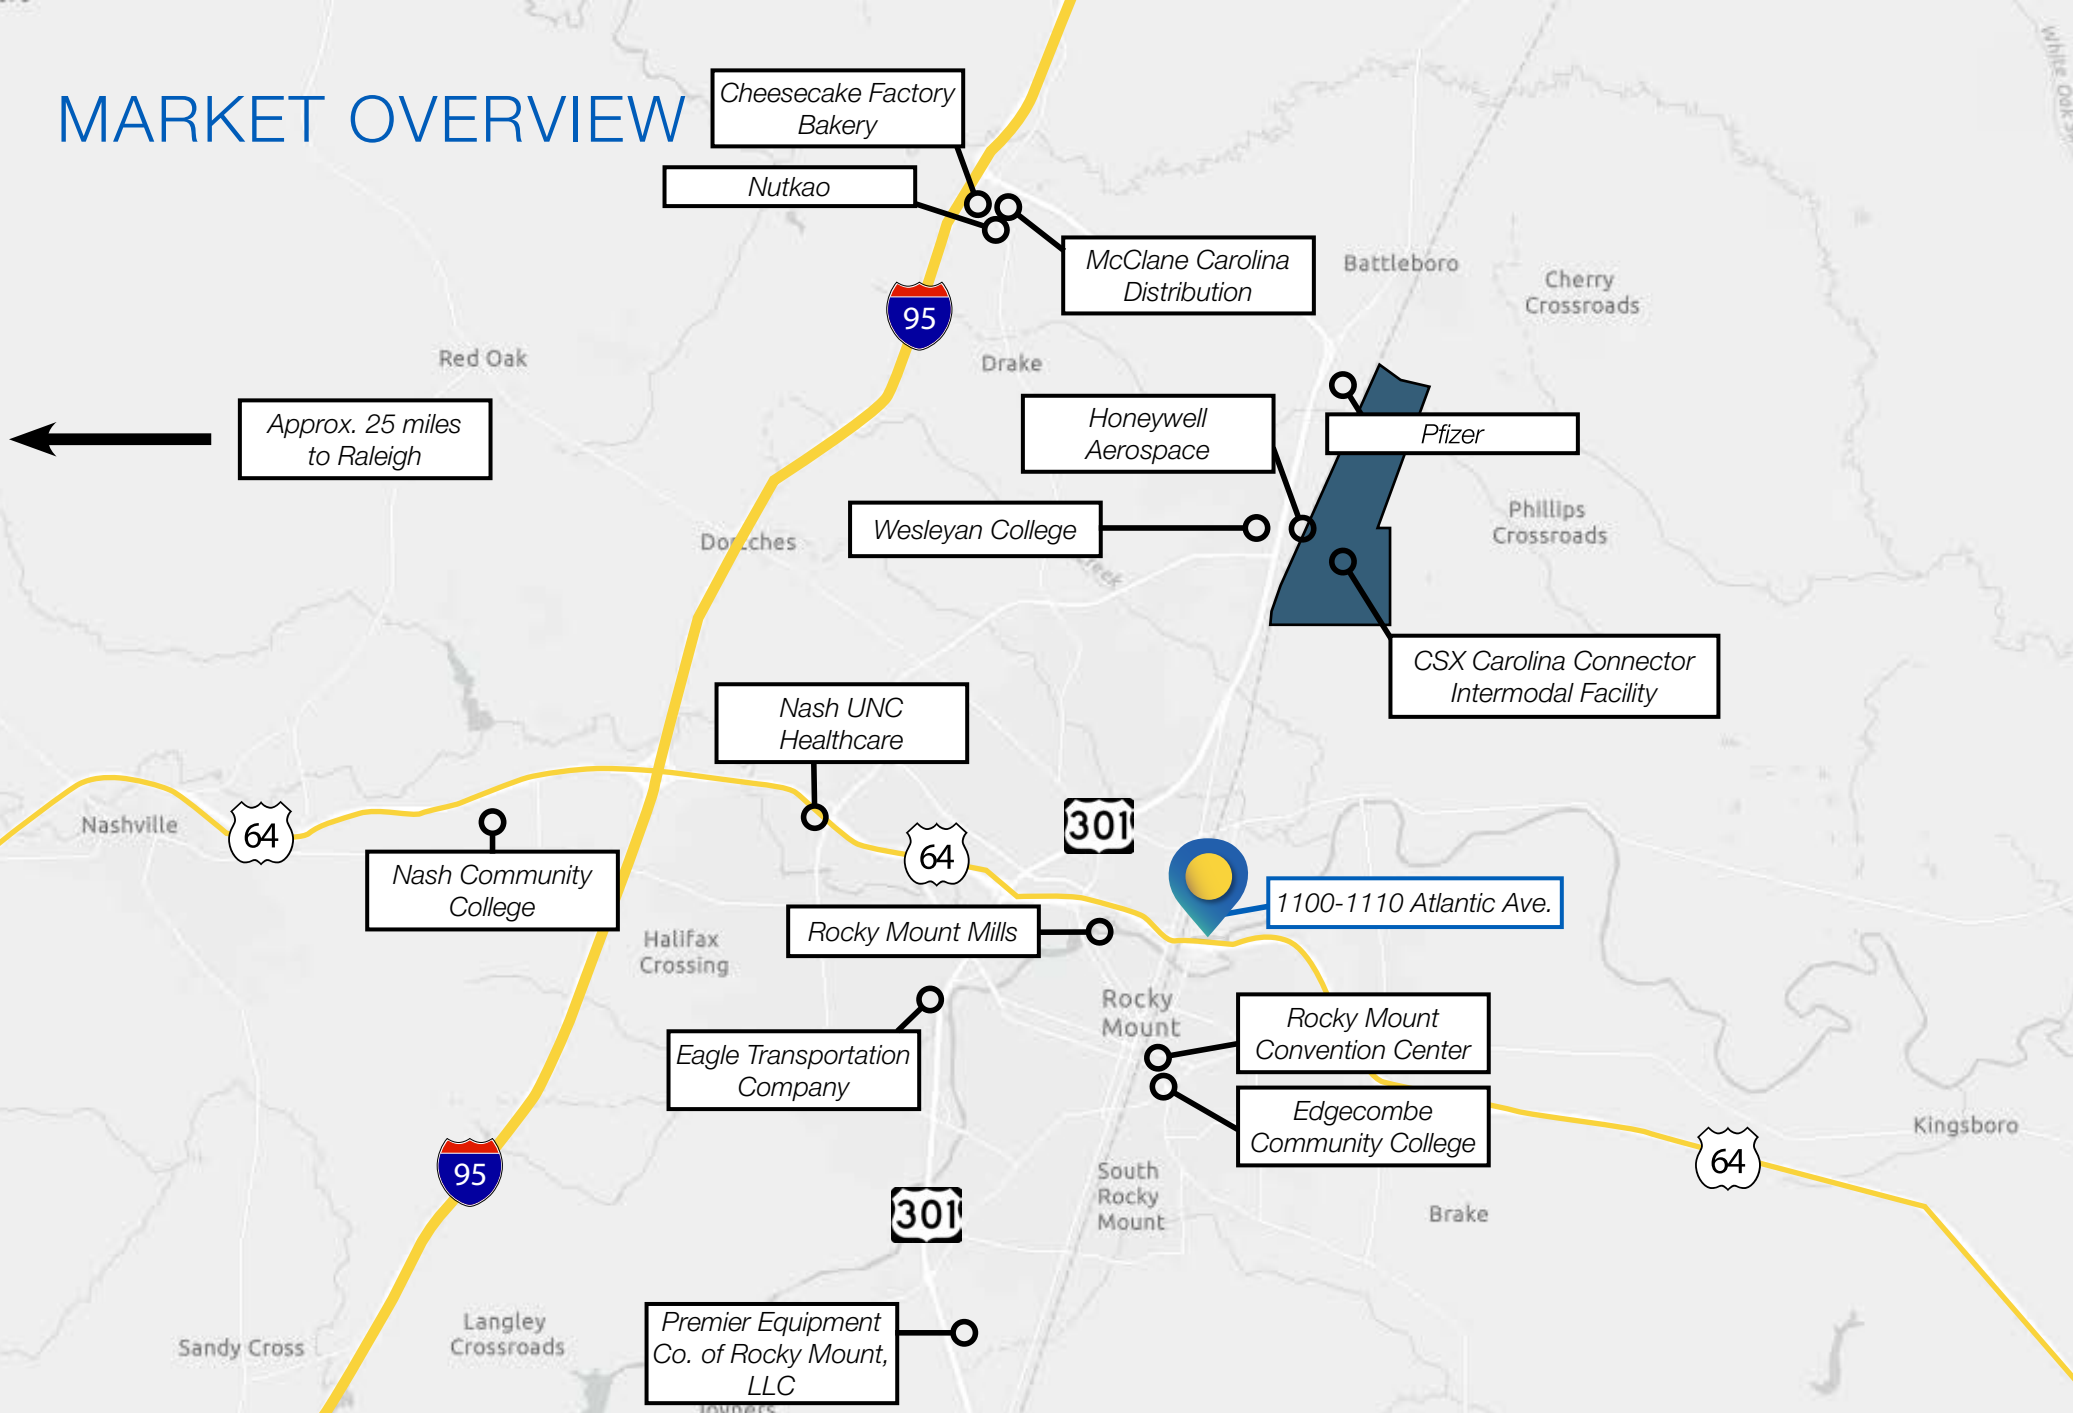 MARKET OVERVIEW
Cheesecake Factory
Bakery
Nutkao
McClane Carolina
Distribution
Battleboro
Cherry
Crossroads
White Oak
95
Red Oak
Drake
Approx. 25 miles
to Raleigh
Honeywell
Aerospace
Pfizer
Wesleyan College
Phillips
Crossroads
Dortches
CSX Carolina Connector
Intermodal Facility
Nash UNC
Healthcare
Nashville
64
301
64
Nash Community
College
1100-1110 Atlantic Ave.
Rocky Mount Mills
Halifax
Crossing
Rocky
Mount
Rocky Mount
Convention Center
Eagle Transportation
Company
Edgecombe
Community College
Kingsboro
95
64
South
Rocky
Mount
301
Brake
Langley
Crossroads
Sandy Cross
Premier Equipment
Co. of Rocky Mount,
LLC